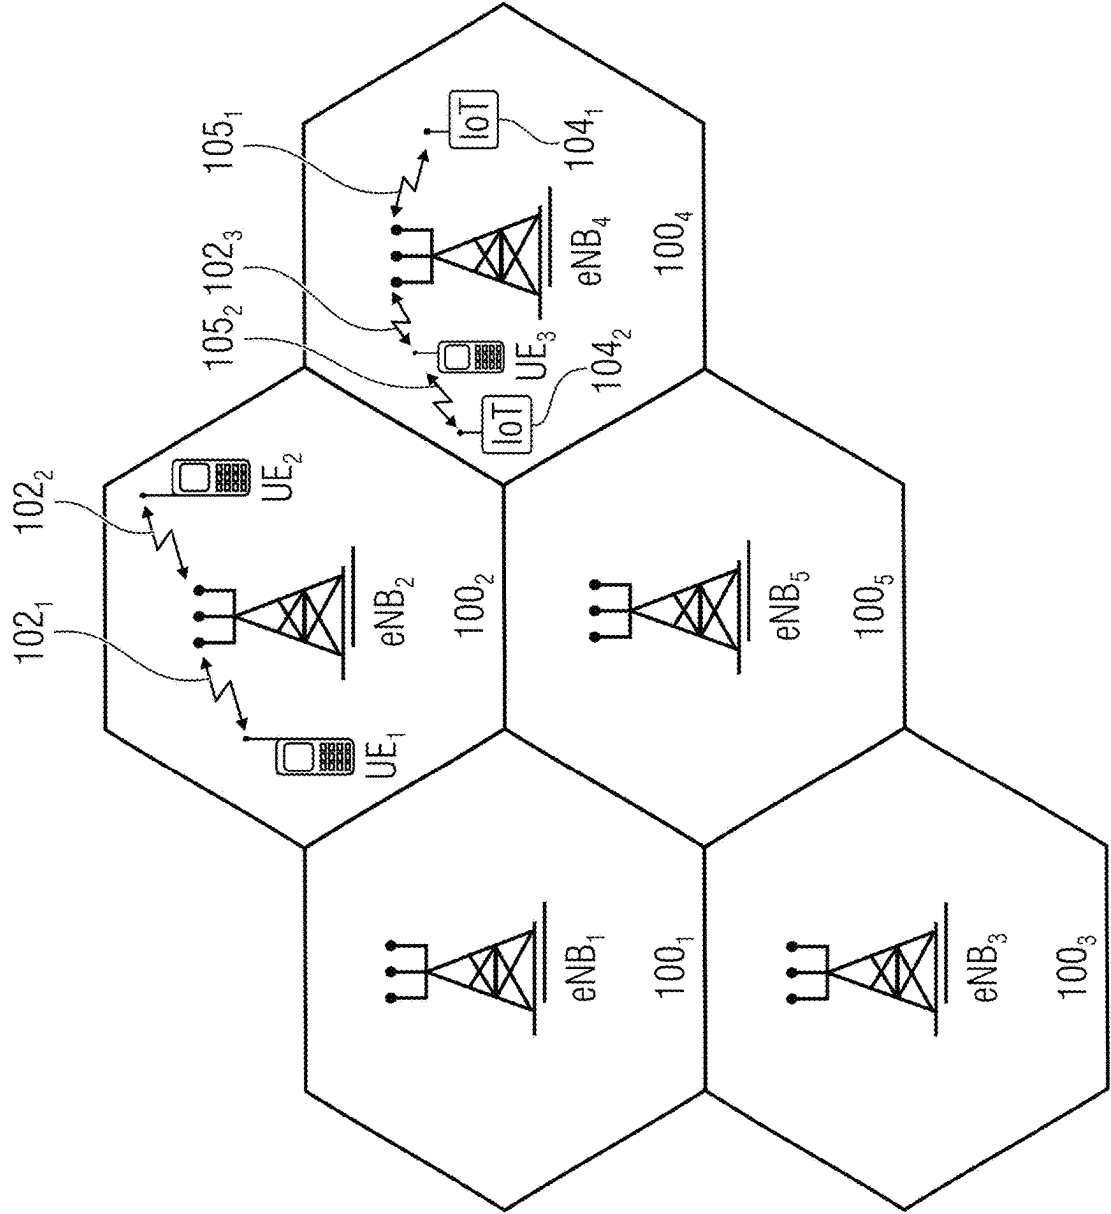 102₁
102₂
UE₁
eNB₂
UE₂
100₂
105₂
102₃
105₁
IoT
104₂
UE₃
eNB₄
IoT
104₁
100₄
eNB₁
100₁
eNB₅
100₅
eNB₃
100₃